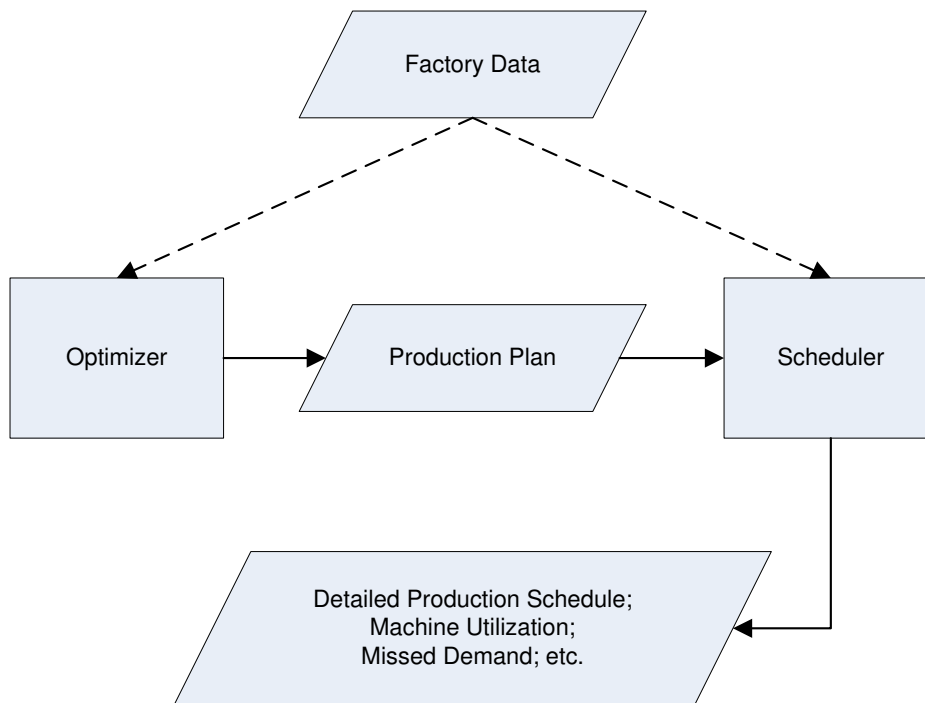 Factory Data
Optimizer
Production Plan
Scheduler
Detailed Production Schedule;
Machine Utilization;
Missed Demand; etc.